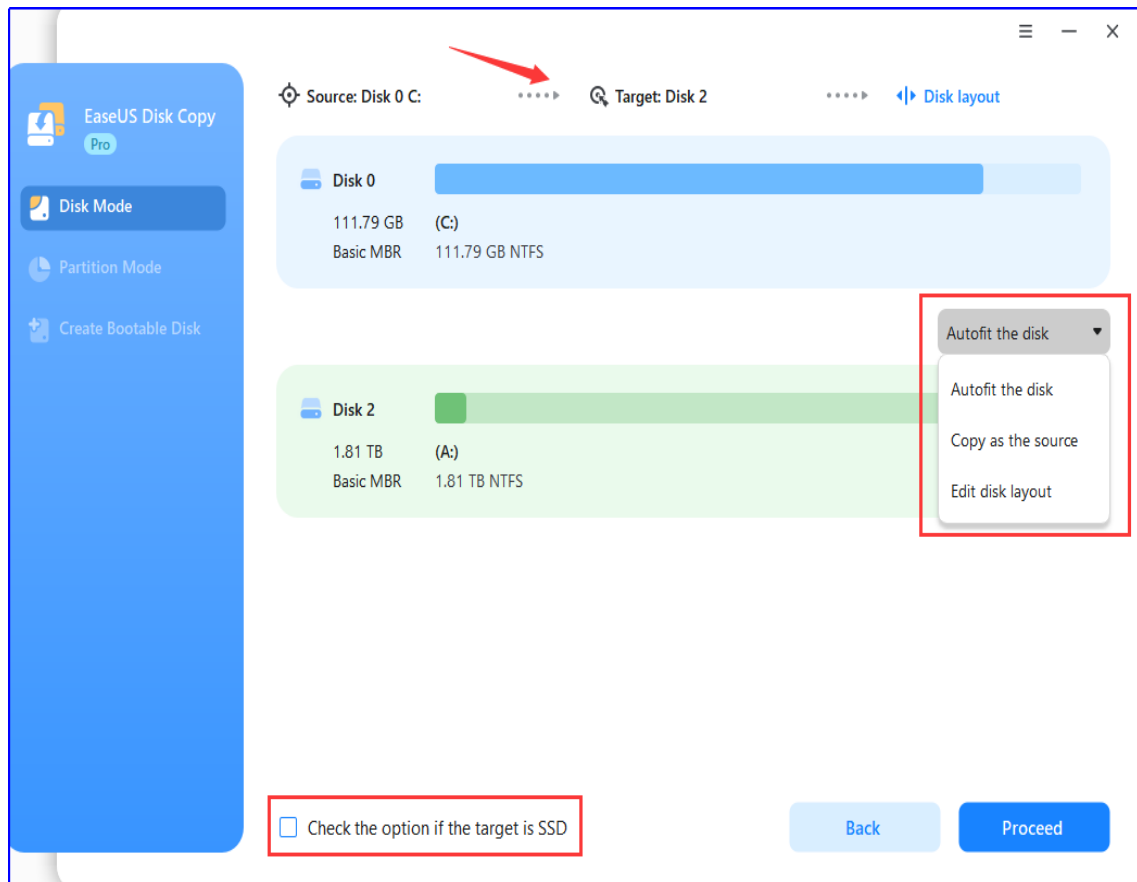 EaseUS Disk Copy
Pro
Disk Mode
Partition Mode
Create Bootable Disk
Source: Disk 0 C:
Target: Disk 2
Disk layout
Disk 0
111.79 GB
(C:)
Basic MBR
111.79 GB NTFS
Autofit the disk
Autofit the disk
Copy as the source
Edit disk layout
Disk 2
1.81 TB
(A:)
Basic MBR
1.81 TB NTFS
Check the option if the target is SSD
Back
Proceed